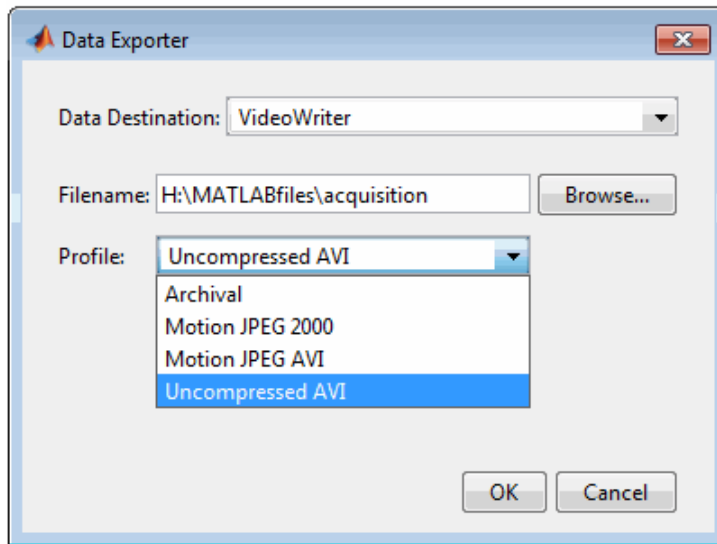 Data Exporter
Data Destination: VideoWriter
Filename: H:\MATLABfiles\acquisition Browse...
Profile: Uncompressed AVI
Archival
Motion JPEG 2000
Motion JPEG AVI
Uncompressed AVI
OK Cancel